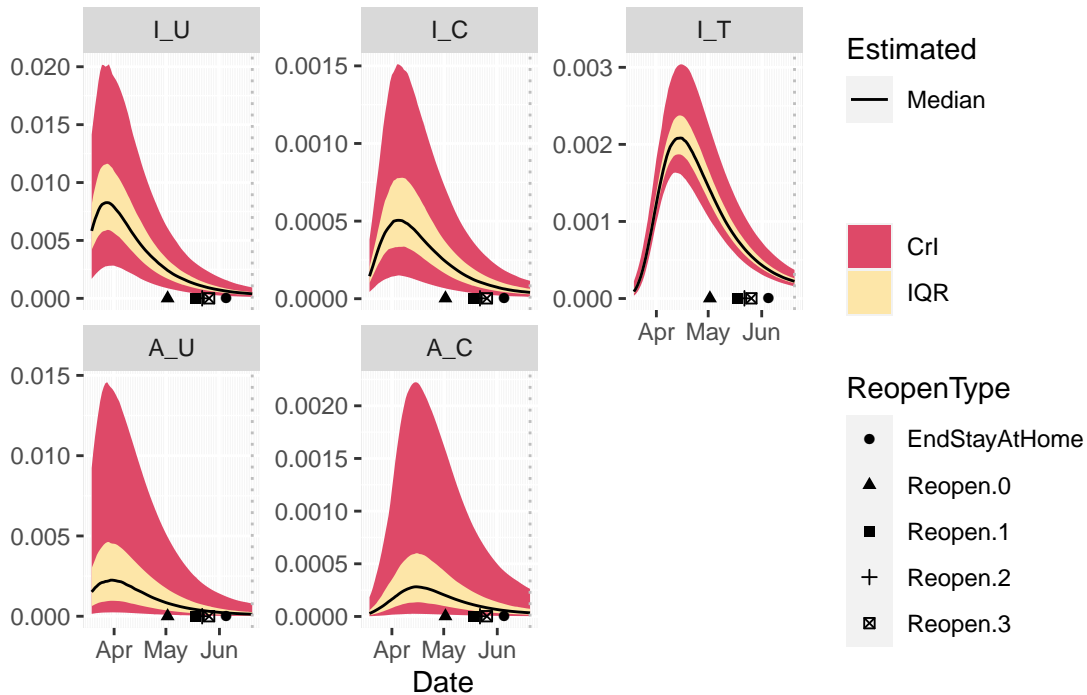 I_U
I_C
I_T
0.020
0.015
0.010
0.005
0.000
0.0015
0.0010
0.0005
0.0000
0.003
0.002
0.001
0.000
Apr May Jun
A_U
A_C
0.015
0.010
0.005
0.000
0.0020
0.0015
0.0010
0.0005
0.0000
Apr May Jun
Apr May Jun
Date
Estimated
Median
CrI
IQR
ReopenType
EndStayAtHome
Reopen.0
Reopen.1
Reopen.2
Reopen.3